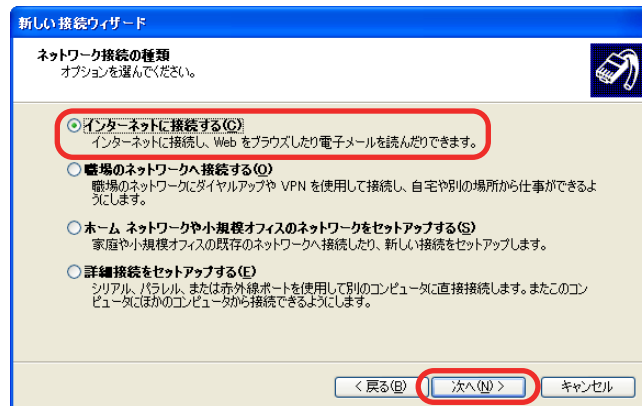 新しい接続ウィザード
ネットワーク接続の種類
オプションを選んでください。
インターネットに接続する(C)
インターネットに接続し、Web をブラウズしたり電子メールを読んだりできます。
職場のネットワークへ接続する(O)
職場のネットワークにダイヤルアップや VPN を使用して接続し、自宅や別の場所から仕事ができるよ
うにします。
ホーム ネットワークや小規模オフィスのネットワークをセットアップする(S)
家庭や小規模オフィスの既存のネットワークへ接続したり、新しい接続をセットアップします。
詳細接続をセットアップする(E)
シリアル、パラレル、または赤外線ポートを使用して別のコンピュータに直接接続します。またこのコン
ピュータにほかのコンピュータから接続できるようにします。
< 戻る(B) 次へ(N) > キャンセル